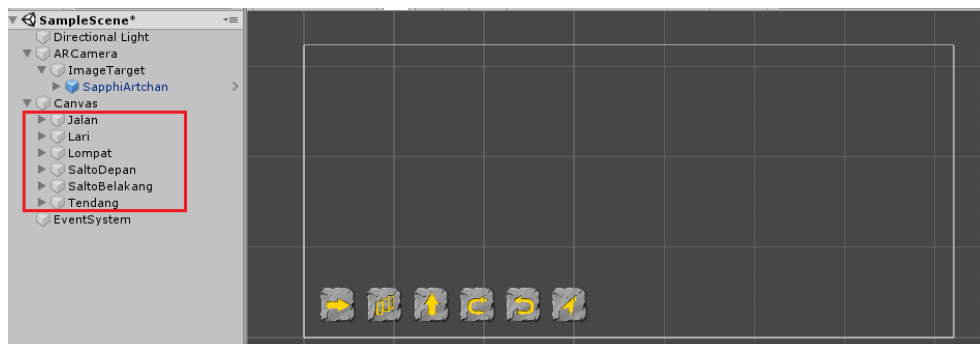 SampleScene*
Directional Light
ARCamera
ImageTarget
SapphiArtchan
Canvas
Jalan
Lari
Lompat
SaltoDepan
SaltoBelakang
Tendang
EventSystem